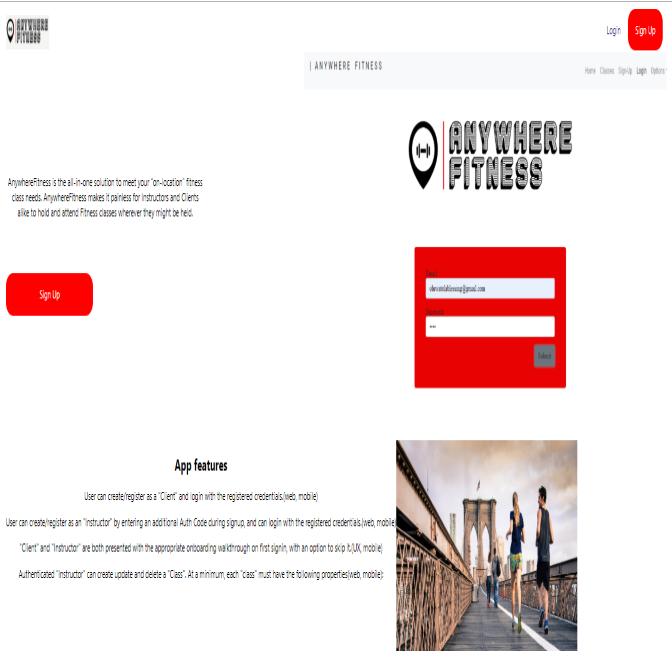 ANYWHERE
FITNESS
Login
Sign Up
| ANYWHERE FITNESS
Home Classes Sign-Up Login Options
ANYWHERE
FITNESS
AnywhereFitness is the all-in-one solution to meet your "on-location" fitness
class needs. AnywhereFitness makes it painless for Instructors and Clients
alike to hold and attend Fitness classes wherever they might be held.
Sign Up
Email
Password
Submit
App features
User can create/register as a "Client" and login with the registered credentials.(web, mobile)
User can create/register as an "Instructor" by entering an additional Auth Code during signup, and can login with the registered credentials.(web, mobile
"Client" and "Instructor" are both presented with the appropriate onboarding walkthrough on first signin, with an option to skip it.(UX, mobile)
Authenticated "Instructor" can create update and delete a "Class". At a minimum, each "class" must have the following properties(web, mobile):